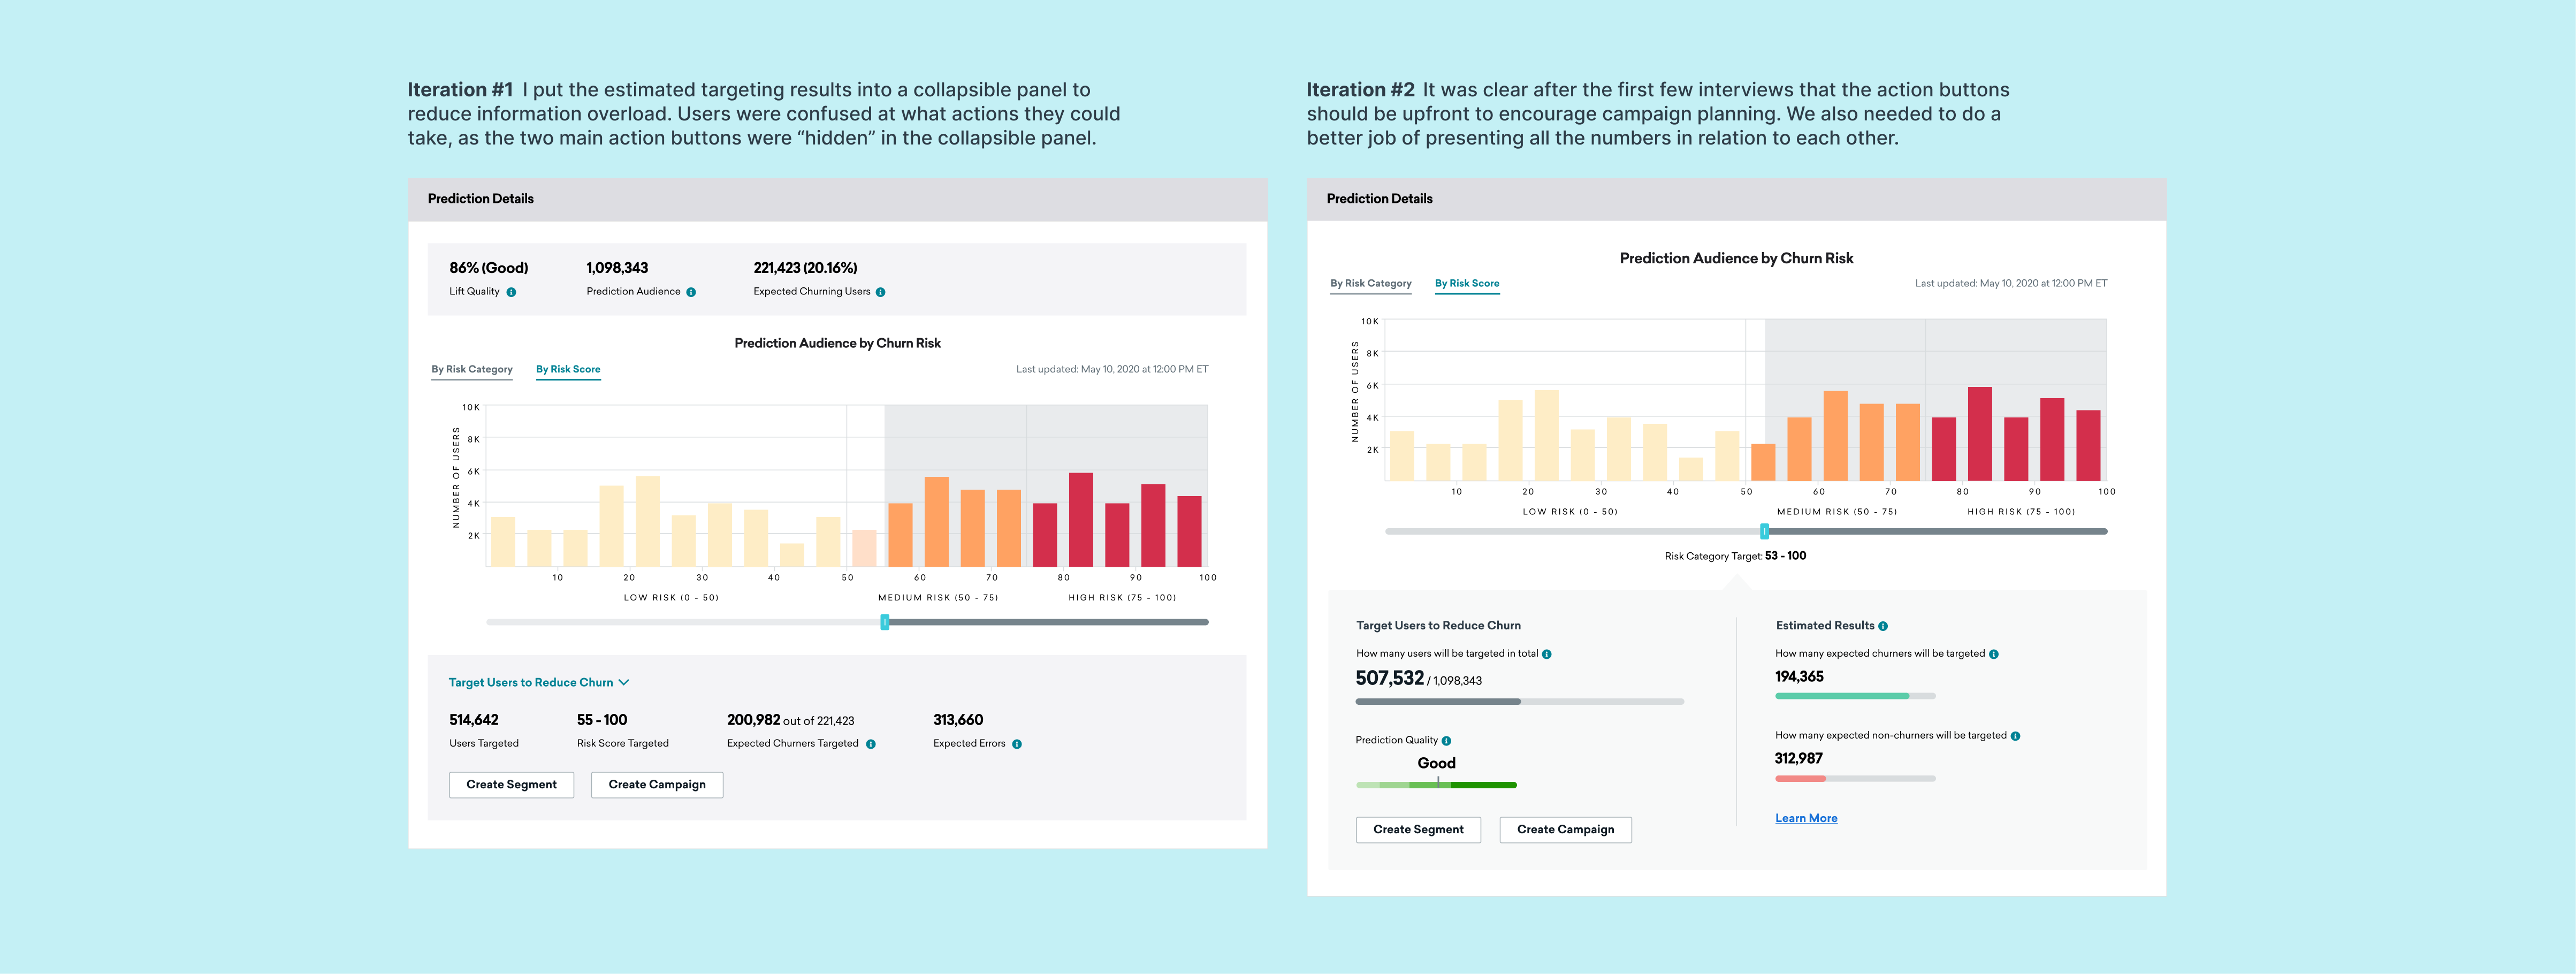 Iteration #1 I put the estimated targeting results into a collapsible panel to
reduce information overload. Users were confused at what actions they could
take, as the two main action buttons were “hidden” in the collapsible panel.
Prediction Details
86% (Good)
Lift Quality
1,098,343
Prediction Audience
221,423 (20.16%)
Expected Churning Users
Prediction Audience by Churn Risk
By Risk Category
By Risk Score
Last updated: May 10, 2020 at 12:00 PM ET
NUMBER OF USERS
10K
8K
6K
4K
2K
10 20 30 40 50 60 70 80 90 100
LOW RISK (0 - 50)
MEDIUM RISK (50 - 75)
HIGH RISK (75 - 100)
Target Users to Reduce Churn
514,642
Users Targeted
55 - 100
Risk Score Targeted
200,982 out of 221,423
Expected Churners Targeted
313,660
Expected Errors
Create Segment
Create Campaign
Iteration #2 It was clear after the first few interviews that the action buttons
should be upfront to encourage campaign planning. We also needed to do a
better job of presenting all the numbers in relation to each other.
Prediction Details
Prediction Audience by Churn Risk
By Risk Category
By Risk Score
Last updated: May 10, 2020 at 12:00 PM ET
NUMBER OF USERS
10K
8K
6K
4K
2K
10 20 30 40 50 60 70 80 90 100
LOW RISK (0 - 50)
MEDIUM RISK (50 - 75)
HIGH RISK (75 - 100)
Risk Category Target: 53 - 100
Target Users to Reduce Churn
How many users will be targeted in total
507,532 / 1,098,343
Prediction Quality
Good
Create Segment
Create Campaign
Estimated Results
How many expected churners will be targeted
194,365
How many expected non-churners will be targeted
312,987
Learn More